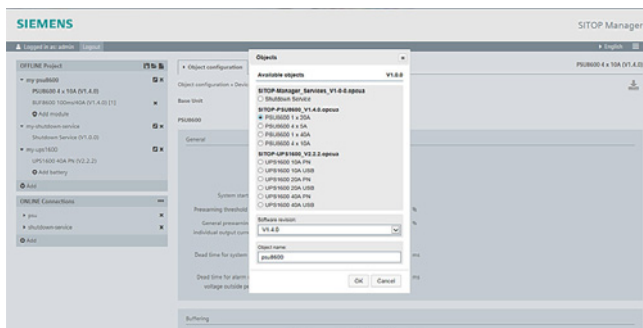 SIEMENS
SITOP Manager
Logged in as: admin Logout
English
OFFLINE Project
my-psu8600
PSU8600 4 x 10A (V1.4.0)
BUF8600 100ms/40A (V1.4.0) [1]
Add module
my-shutdown-service
Shutdown Service (V1.0.0)
my-ups1600
UPS1600 40A PN (V2.2.2)
Add battery
Add
ONLINE Connections
psu
shutdown-service
Add
Object configuration
PSU8600 4 x 10A (V1.4.0)
Object configuration » Devic
Base Unit
PSU8600
General
System start
Prewarning threshold
%
General prewarnin
individual output curr
%
Dead time for system
ms
Dead time for alarm
voltage outside p
ms
Buffering
Objects
Available objects V1.0.0
SITOP-Manager_Services_V1-0-0.opcua
Shutdown Service
SITOP-PSU8600_V1.4.0.opcua
PSU8600 1 x 20A
PSU8600 4 x 5A
PSU8600 1 x 40A
PSU8600 4 x 10A
SITOP-UPS1600_V2.2.2.opcua
UPS1600 10A PN
UPS1600 10A USB
UPS1600 20A PN
UPS1600 20A USB
UPS1600 40A PN
UPS1600 40A USB
Software revision:
V1.4.0
Object name:
psu8600
OK Cancel